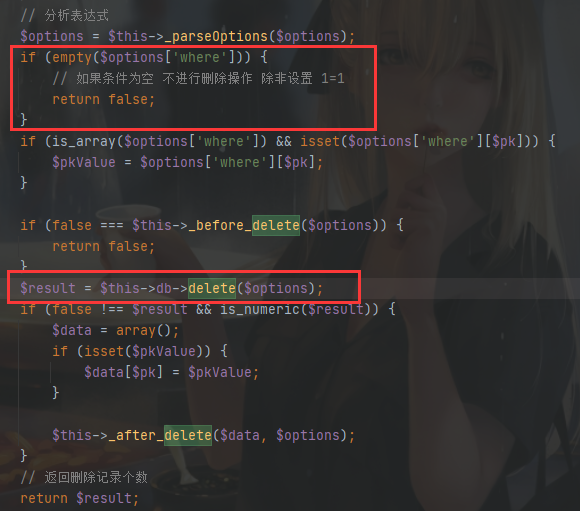 // 分析表达式
$options = $this->_parseOptions($options);
if (empty($options['where'])) {
// 如果条件为空 不进行删除操作 除非设置 1=1
return false;
}
if (is_array($options['where']) && isset($options['where'][$pk])) {
$pkValue = $options['where'][$pk];
}
if (false === $this->_before_delete($options)) {
return false;
}
$result = $this->db->delete($options);
if (false !== $result && is_numeric($result)) {
$data = array();
if (isset($pkValue)) {
$data[$pk] = $pkValue;
}
$this->_after_delete($data, $options);
}
// 返回删除记录个数
return $result;